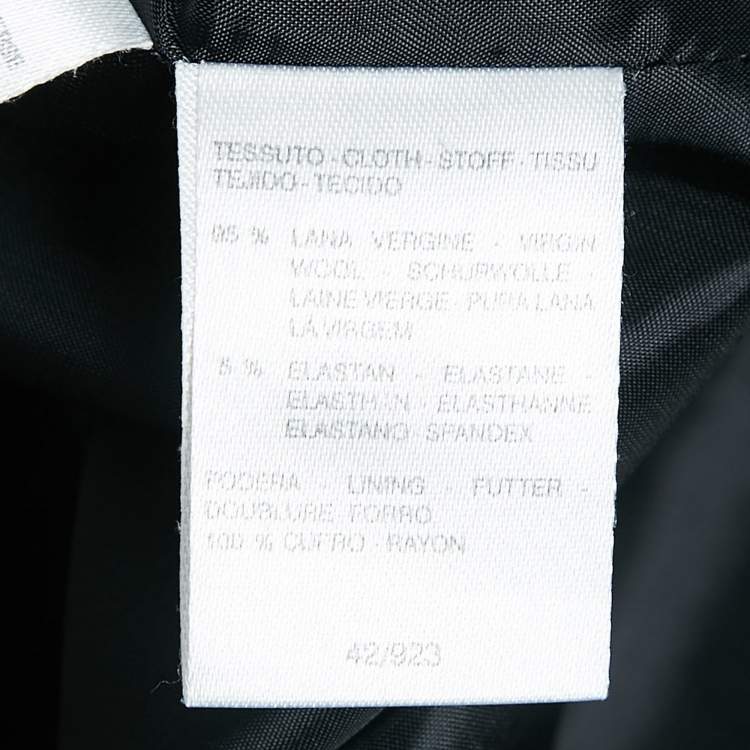 TESSUTO - CLOTH - STOFF - TISSU
TEJIDO - TECIDO
95 % LANA VERGINE - VIRGIN
WOOL - SCHURWOLLE -
LAINE VIERGE - PURA LANA
LA VIRGEM
5 % ELASTAN - ELASTANE -
ELASTHAN - ELASTHANNE
ELASTANO - SPANDEX
FODERA - LINING - FUTTER -
DOUBLURE FORRO
100 % CUPRO - RAYON
42/923